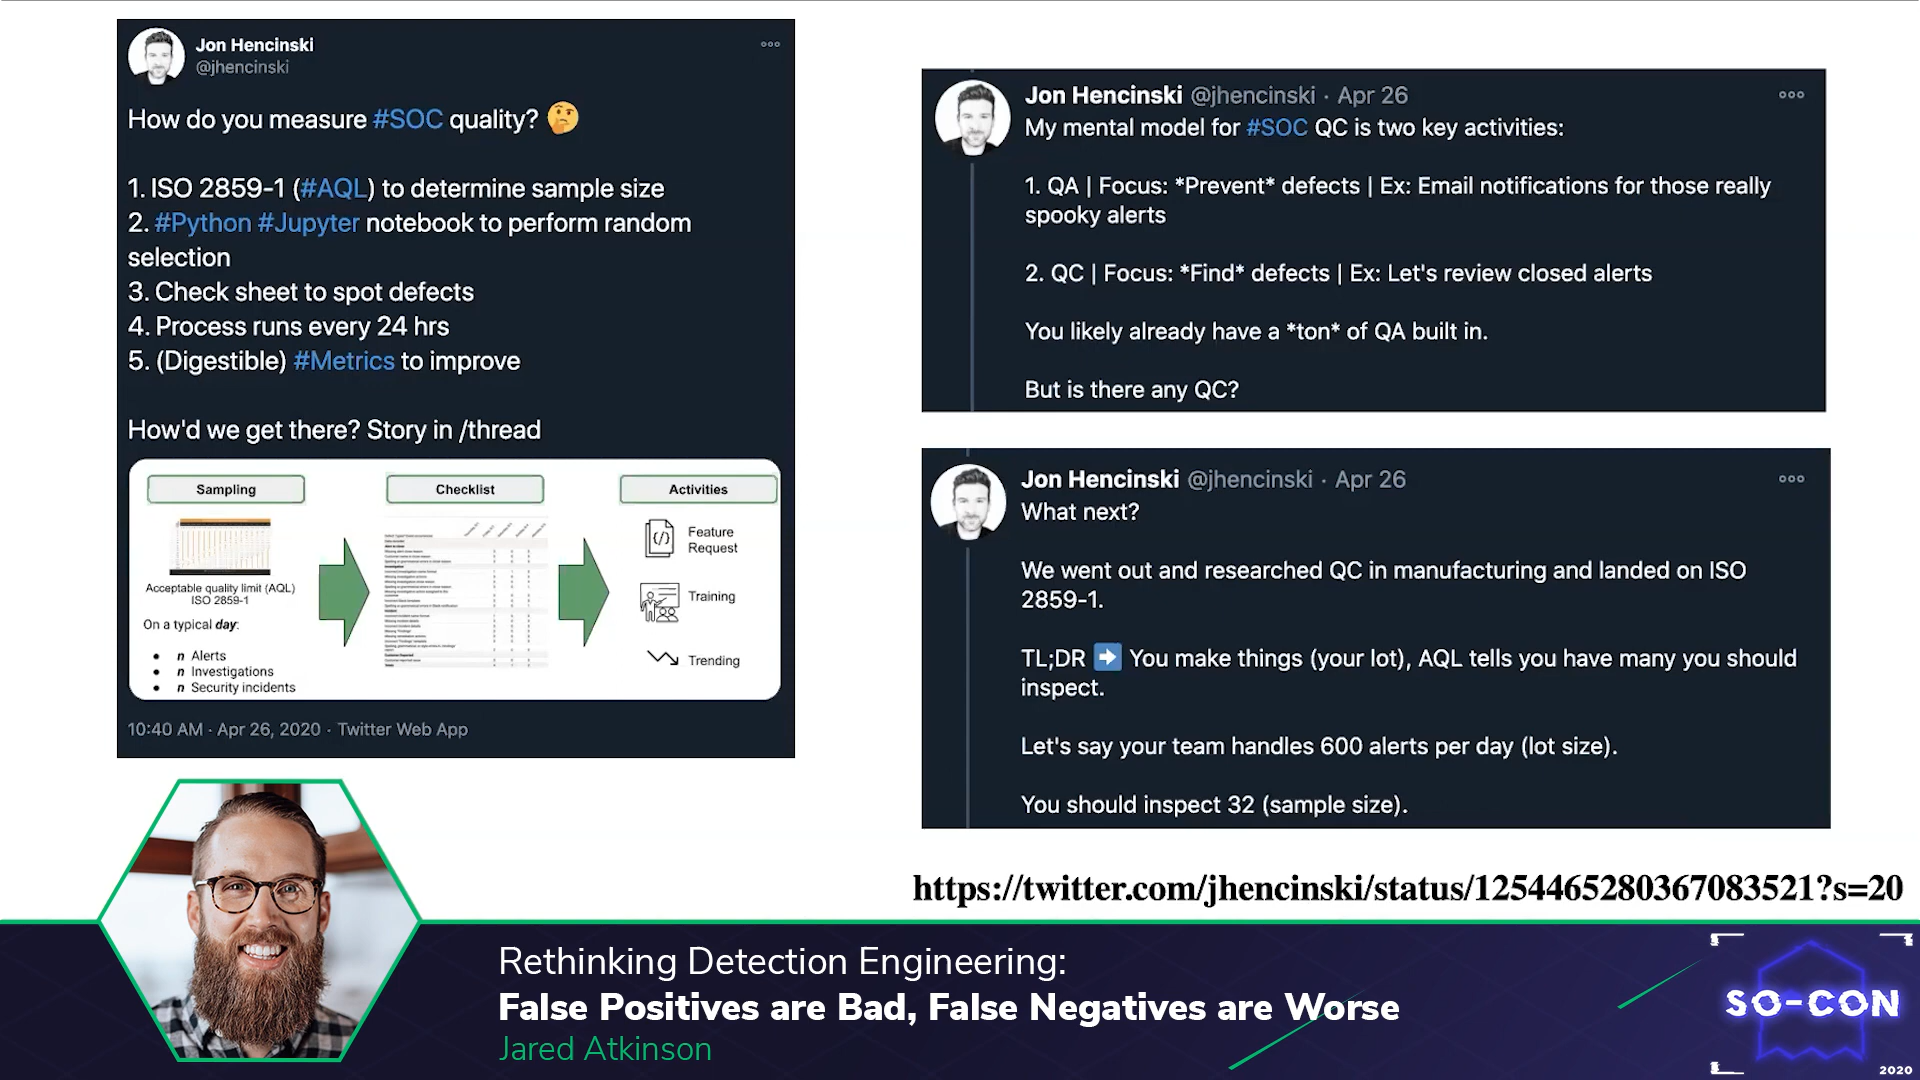 Jon Hencinski
@jhencinski
How do you measure #SOC quality? 🤔
1. ISO 2859-1 (#AQL) to determine sample size
2. #Python #Jupyter notebook to perform random
selection
3. Check sheet to spot defects
4. Process runs every 24 hrs
5. (Digestible) #Metrics to improve
How'd we get there? Story in /thread
Sampling
Acceptable quality limit (AQL)
ISO 2859-1
On a typical day:
• n Alerts
• n Investigations
• n Security incidents
Checklist
Activities
Feature
Request
Training
Trending
10:40 AM · Apr 26, 2020 · Twitter Web App
Jon Hencinski @jhencinski · Apr 26
My mental model for #SOC QC is two key activities:
1. QA | Focus: *Prevent* defects | Ex: Email notifications for those really
spooky alerts
2. QC | Focus: *Find* defects | Ex: Let's review closed alerts
You likely already have a *ton* of QA built in.
But is there any QC?
Jon Hencinski @jhencinski · Apr 26
What next?
We went out and researched QC in manufacturing and landed on ISO
2859-1.
TL;DR ➡️ You make things (your lot), AQL tells you have many you should
inspect.
Let's say your team handles 600 alerts per day (lot size).
You should inspect 32 (sample size).
https://twitter.com/jhencinski/status/1254465280367083521?s=20
Rethinking Detection Engineering:
False Positives are Bad, False Negatives are Worse
Jared Atkinson
SO-CON
2020